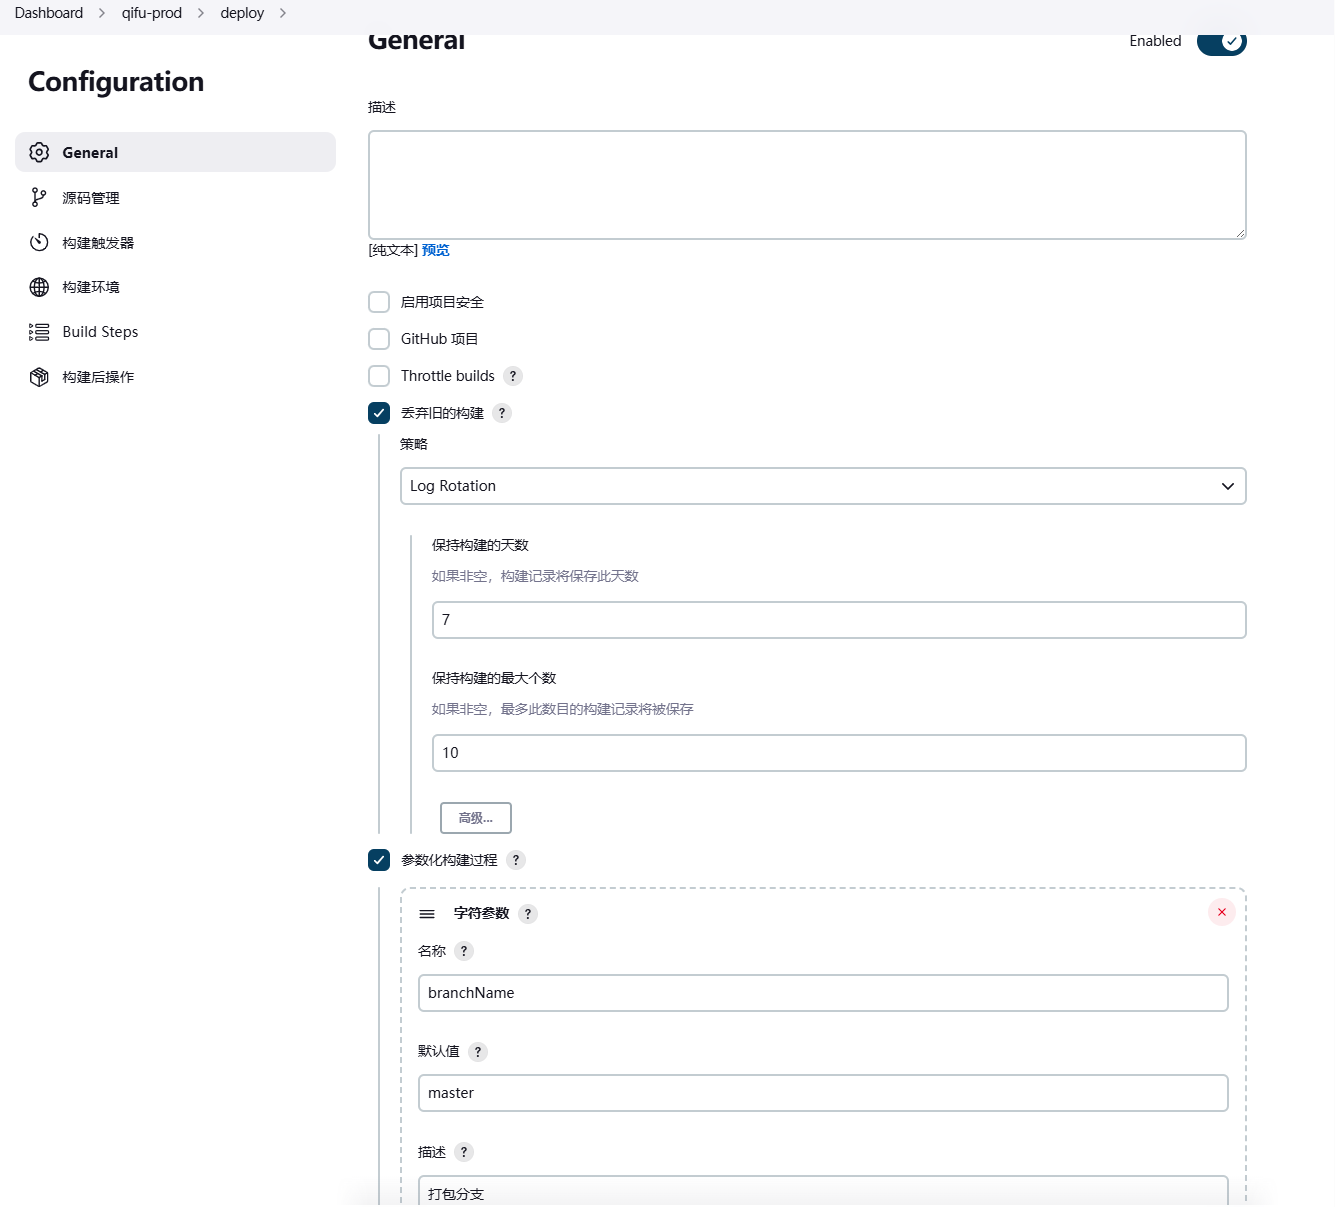 Dashboard > qifu-prod > deploy >
Configuration
General
源码管理
构建触发器
构建环境
Build Steps
构建后操作
General
Enabled
描述
[纯文本] 预览
启用项目安全
GitHub 项目
Throttle builds ?
丢弃旧的构建 ?
策略
Log Rotation
保持构建的天数
如果非空，构建记录将保存此天数
7
保持构建的最大个数
如果非空，最多此数目的构建记录将被保存
10
高级...
参数化构建过程 ?
字符参数 ?
名称 ?
branchName
默认值 ?
master
描述 ?
打包分支